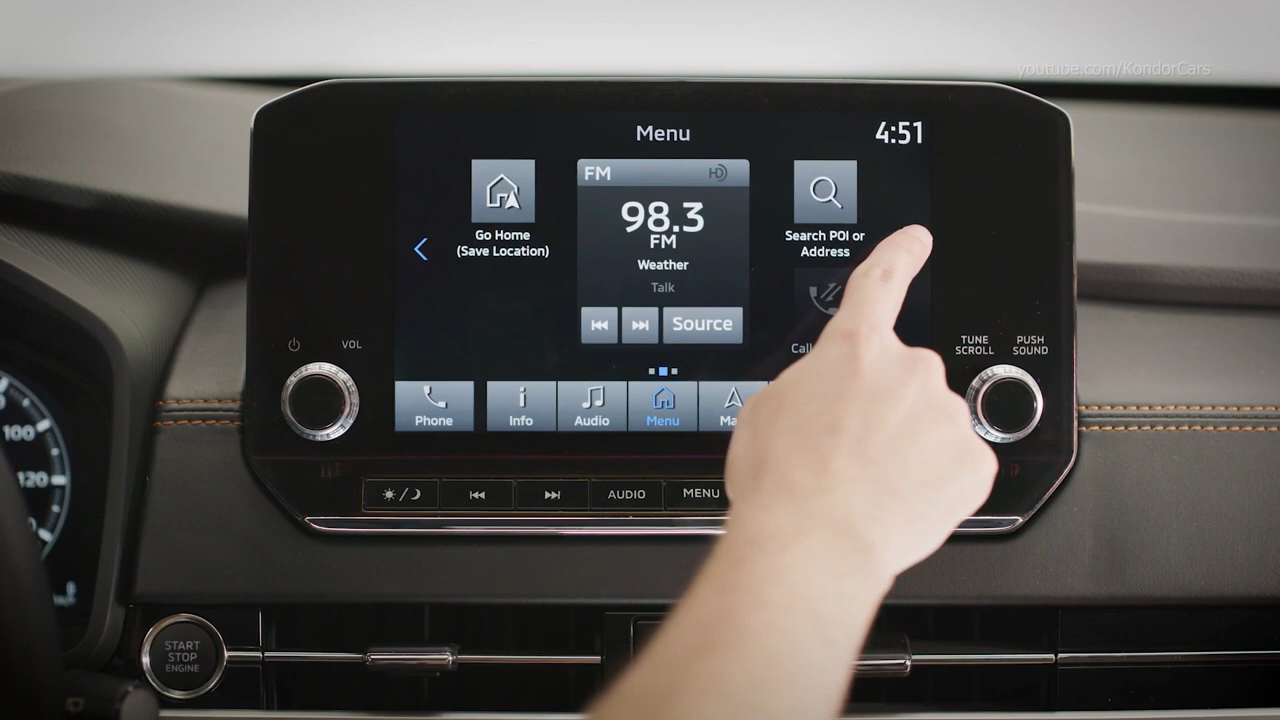 youtube.com/KondorCars
Menu
4:51
FM HD
98.3
FM
Weather
Talk
Source
Go Home
(Save Location)
Search POI or
Address
Call
VOL
TUNE
SCROLL
PUSH
SOUND
Phone
Info
Audio
Menu
AUDIO
MENU
100
120
START
STOP
ENGINE